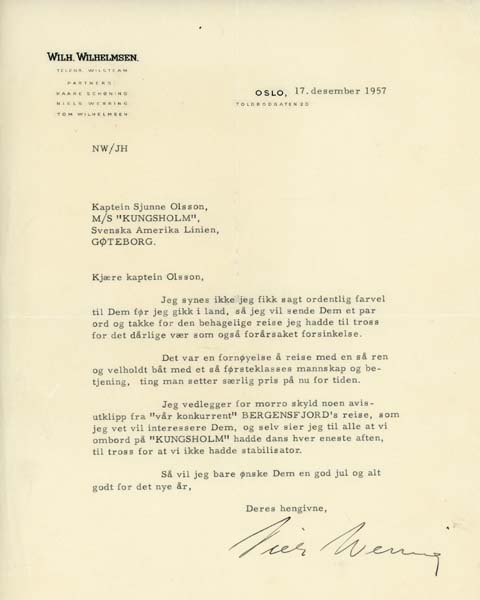 WILH. WILHELMSEN.
TELEGR. WILSTEAM
PARTNERS:
HAARE SCHØNING
NIELS WERRING
TOM WILHELMSEN
OSLO, 17. desember 1957
TOLDBODGATEN 20
NW/JH
Kaptein Sjunne Olsson,
M/S "KUNGSHOLM",
Svenska Amerika Linien,
GØTEBORG.
Kjære kaptein Olsson,
Jeg synes ikke jeg fikk sagt ordentlig farvel
til Dem før jeg gikk i land, så jeg vil sende Dem et par
ord og takke for den behagelige reise jeg hadde til tross
for det dårlige vær som også forårsaket forsinkelse.
Det var en fornøyelse å reise med en så ren
og velholdt båt med et så førsteklasses mannskap og be-
tjening, ting man setter særlig pris på nu for tiden.
Jeg vedlegger for morro skyld noen avis-
utklipp fra "vår konkurrent" BERGENSFJORD's reise, som
jeg vet vil interessere Dem, og selv sier jeg til alle at vi
ombord på "KUNGSHOLM" hadde dans hver eneste aften,
til tross for at vi ikke hadde stabilisator.
Så vil jeg bare ønske Dem en god jul og alt
godt for det nye år,
Deres hengivne,
Niels Werring